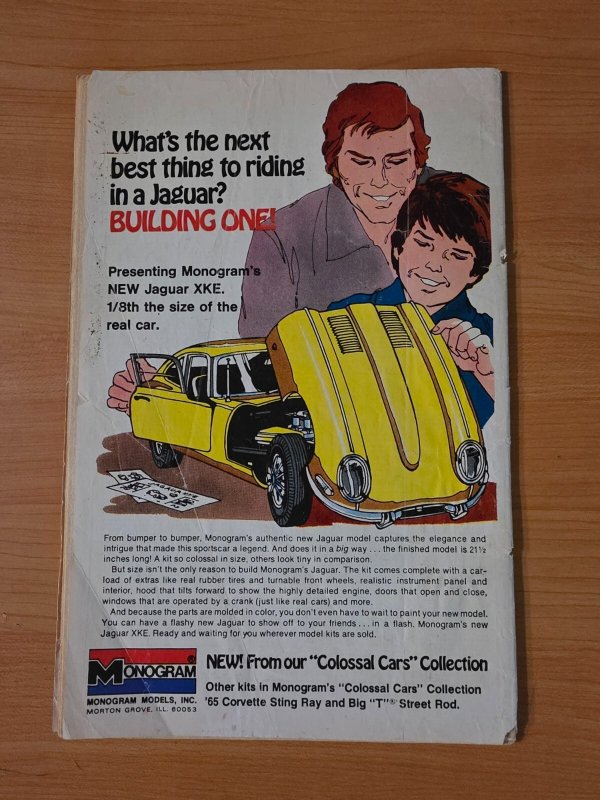 What's the next
best thing to riding
in a Jaguar?
BUILDING ONE!
Presenting Monogram's
NEW Jaguar XKE.
1/8th the size of the
real car.
From bumper to bumper, Monogram's authentic new Jaguar model captures the elegance and
intrigue that made this sportscar a legend. And does it in a big way . . . the finished model is 21½
inches long! A kit so colossal in size, others look tiny in comparison.
But size isn't the only reason to build Monogram's Jaguar. The kit comes complete with a car-
load of extras like real rubber tires and turnable front wheels, realistic instrument panel and
interior, hood that tilts forward to show the highly detailed engine, doors that open and close,
windows that are operated by a crank (just like real cars) and more.
And because the parts are molded in color, you don't even have to wait to paint your new model.
You can have a flashy new Jaguar to show off to your friends . . . in a flash. Monogram's new
Jaguar XKE. Ready and waiting for you wherever model kits are sold.
MONOGRAM®
MONOGRAM MODELS, INC.
MORTON GROVE, ILL. 60053
NEW! From our "Colossal Cars" Collection
Other kits in Monogram's "Colossal Cars" Collection
'65 Corvette Sting Ray and Big "T"® Street Rod.